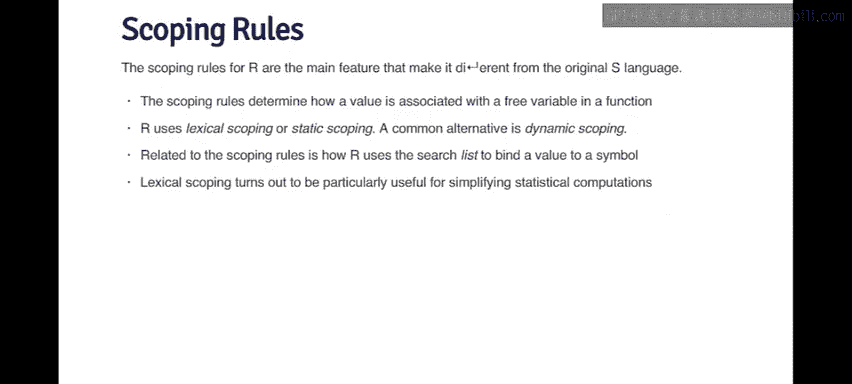 Scoping Rules
The scoping rules for R are the main feature that make it di↵erent from the original S language.
· The scoping rules determine how a value is associated with a free variable in a function
· R uses lexical scoping or static scoping. A common alternative is dynamic scoping.
· Related to the scoping rules is how R uses the search list to bind a value to a symbol
· Lexical scoping turns out to be particularly useful for simplifying statistical computations